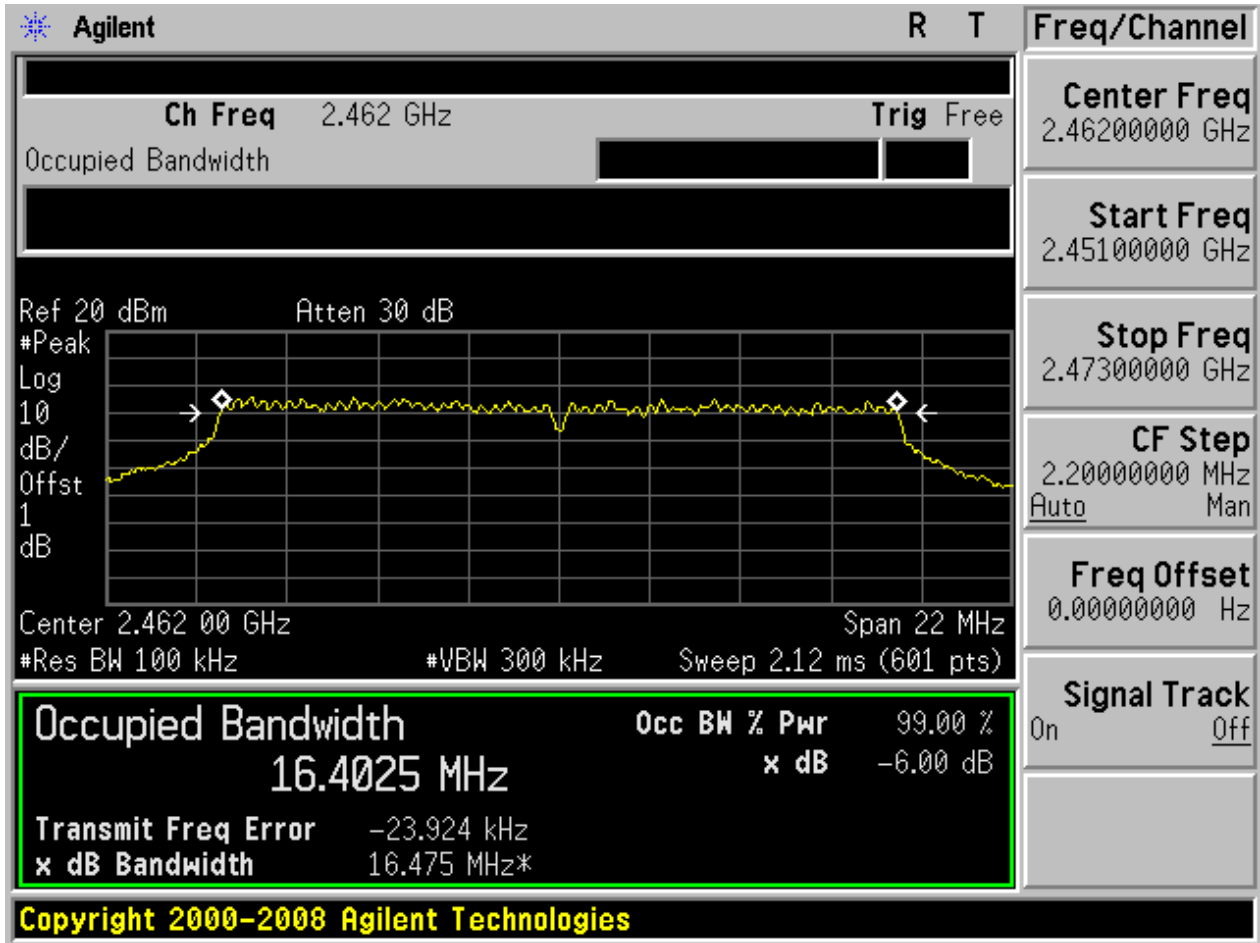 Agilent R T
Ch Freq 2.462 GHz Trig Free
Occupied Bandwidth
Ref 20 dBm Atten 30 dB
#Peak
Log
10
dB/
Offst
1
dB
Center 2.462 00 GHz Span 22 MHz
#Res BW 100 kHz #VBW 300 kHz Sweep 2.12 ms (601 pts)
Occupied Bandwidth Occ BW % Pwr 99.00 %
16.4025 MHz x dB -6.00 dB
Transmit Freq Error -23.924 kHz
x dB Bandwidth 16.475 MHz*
Copyright 2000-2008 Agilent Technologies
Freq/Channel
Center Freq
2.46200000 GHz
Start Freq
2.45100000 GHz
Stop Freq
2.47300000 GHz
CF Step
2.20000000 MHz
Auto Man
Freq Offset
0.00000000 Hz
Signal Track
On Off